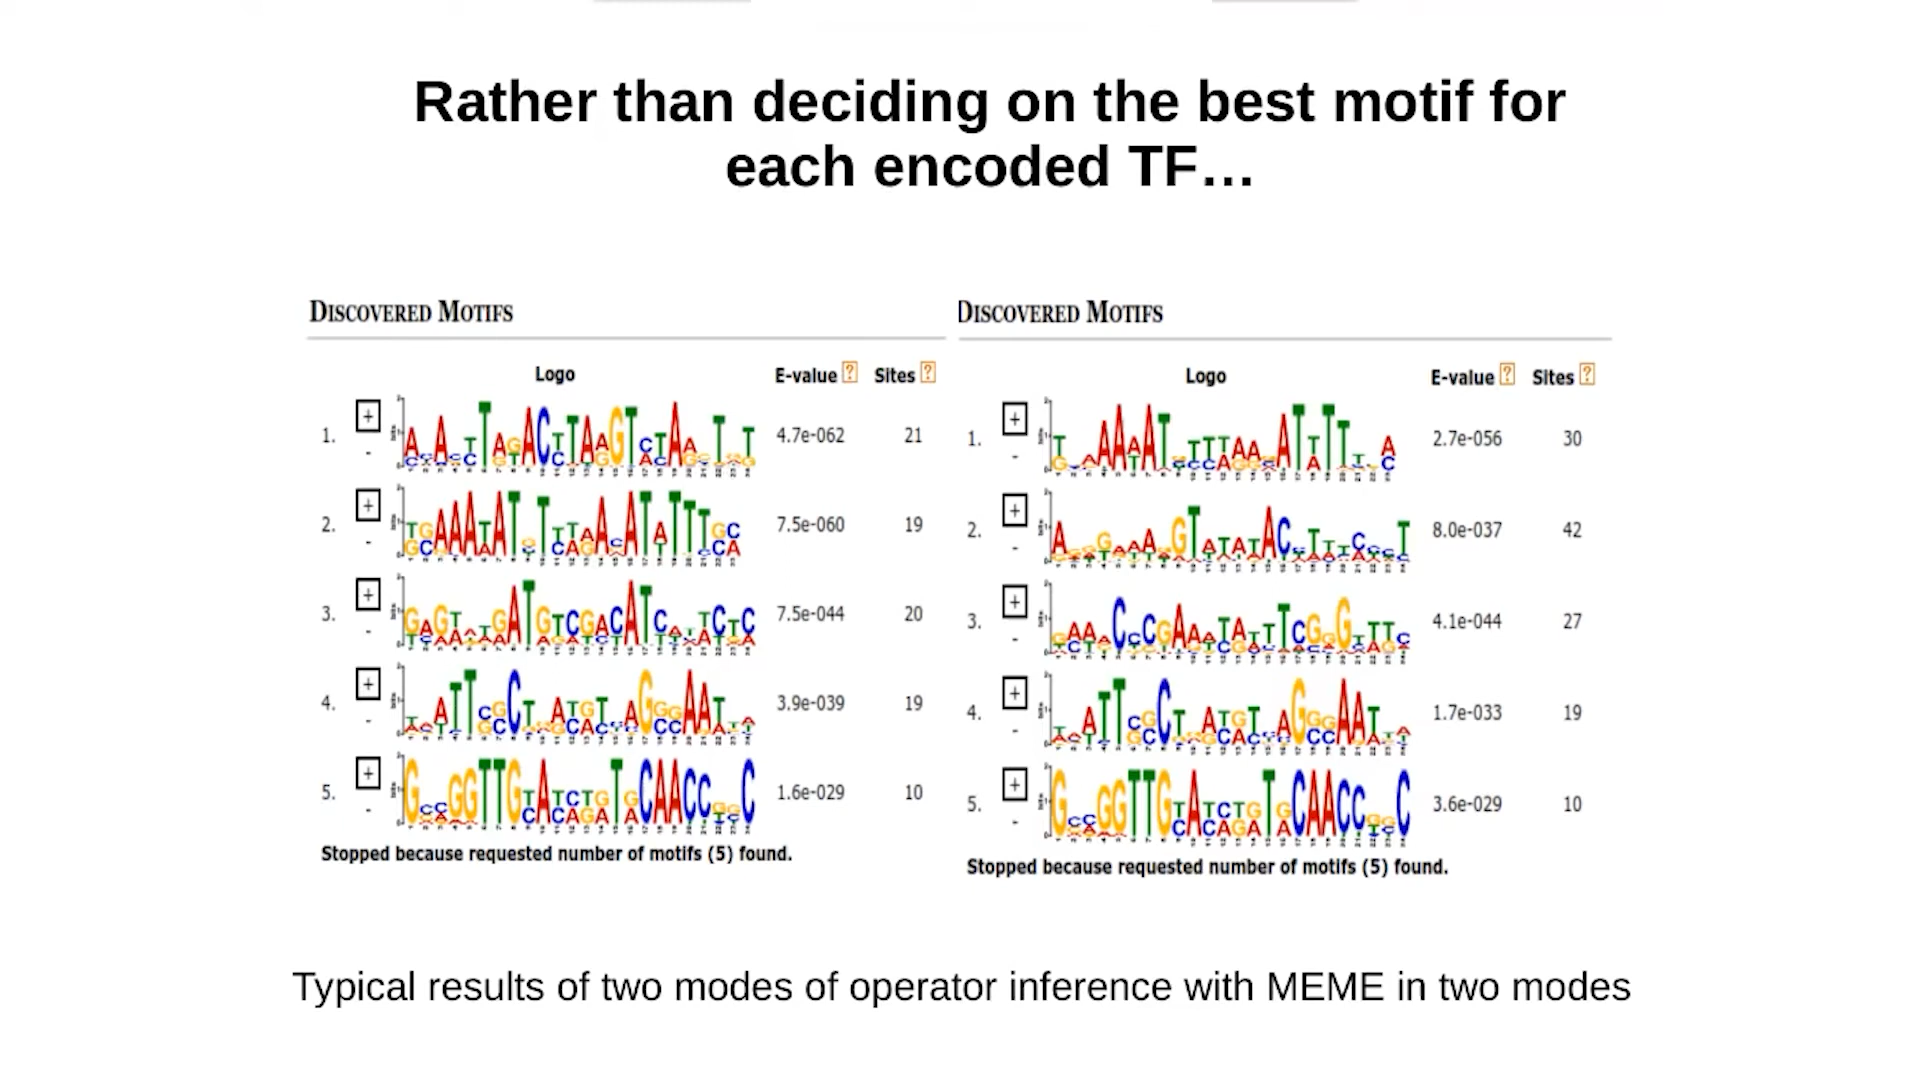 Rather than deciding on the best motif for
each encoded TF…
DISCOVERED MOTIFS
Logo E-value ? Sites ?
1. + - 4.7e-062 21
2. + - 7.5e-060 19
3. + - 7.5e-044 20
4. + - 3.9e-039 19
5. + - 1.6e-029 10
Stopped because requested number of motifs (5) found.
DISCOVERED MOTIFS
Logo E-value ? Sites ?
1. + - 2.7e-056 30
2. + - 8.0e-037 42
3. + - 4.1e-044 27
4. + - 1.7e-033 19
5. + - 3.6e-029 10
Stopped because requested number of motifs (5) found.
Typical results of two modes of operator inference with MEME in two modes